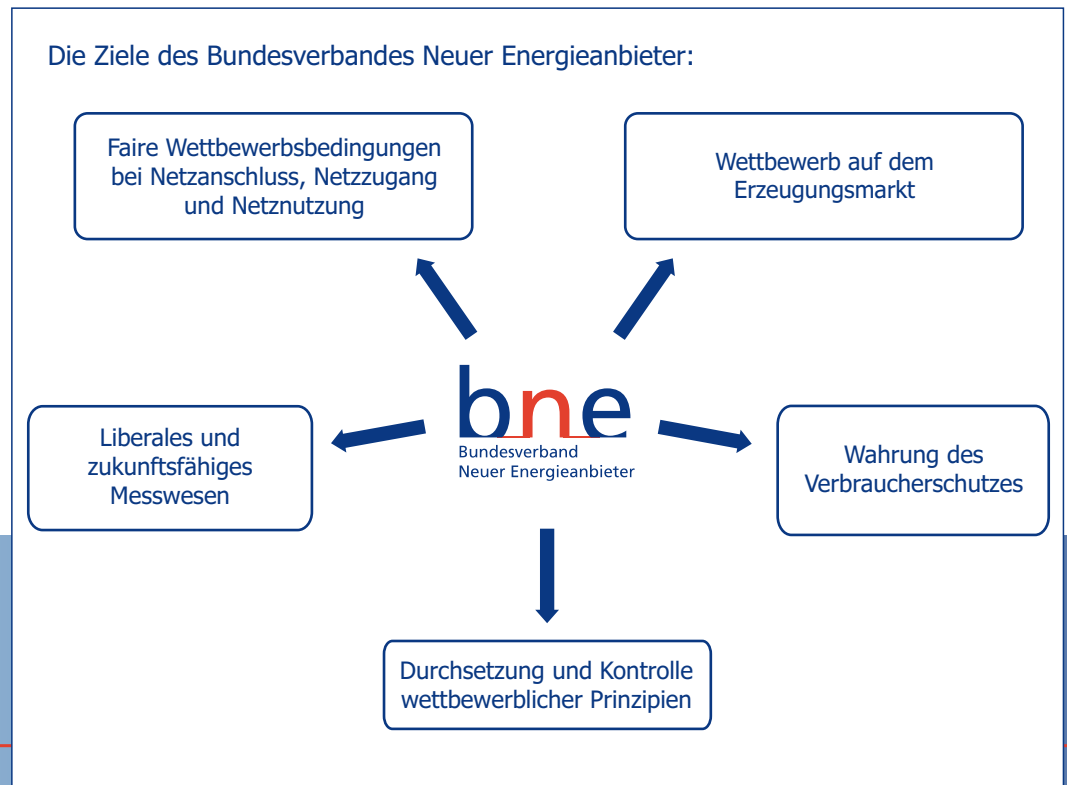 Die Ziele des Bundesverbandes Neuer Energieanbieter:
Faire Wettbewerbsbedingungen
bei Netzanschluss, Netzzugang
und Netznutzung
Wettbewerb auf dem
Erzeugungsmarkt
bne
Bundesverband
Neuer Energieanbieter
Liberales und
zukunftsfähiges
Messwesen
Wahrung des
Verbraucherschutzes
Durchsetzung und Kontrolle
wettbewerblicher Prinzipien